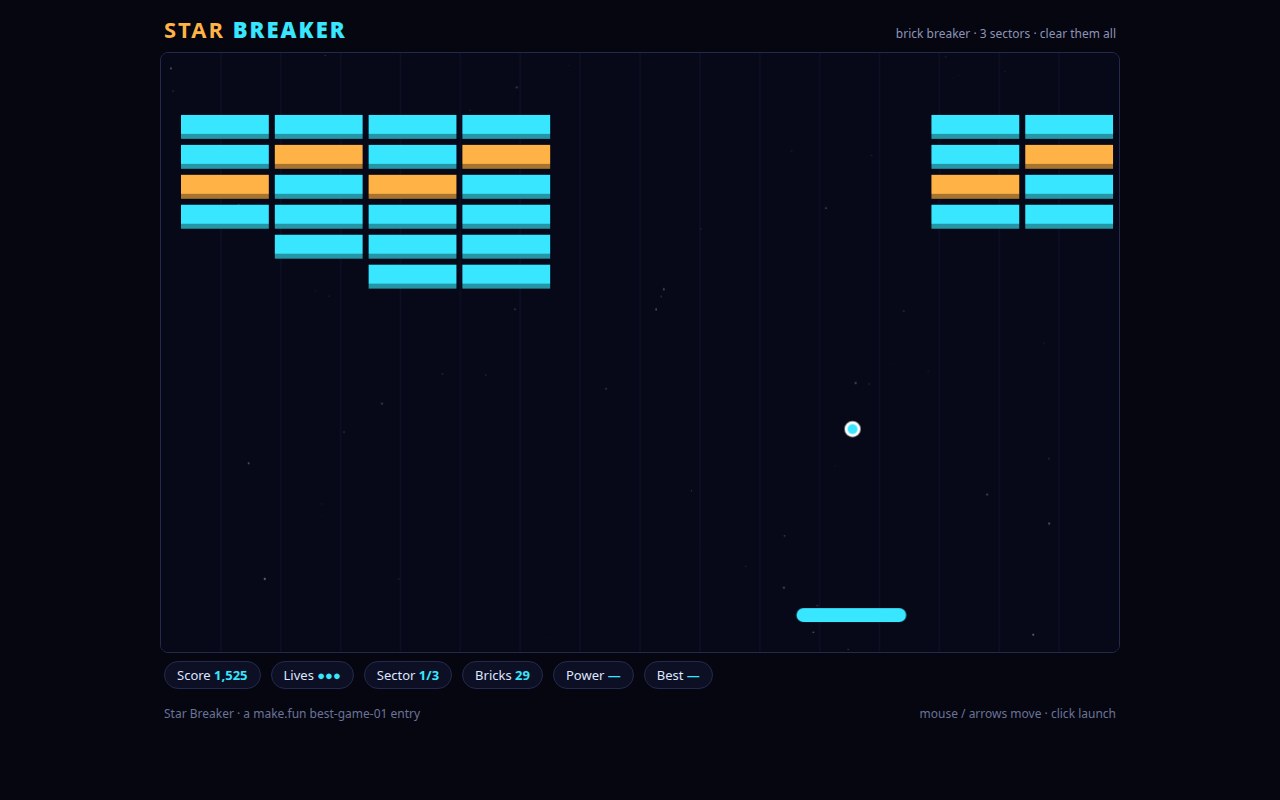 STAR BREAKER
brick breaker · 3 sectors · clear them all
Score 1,525
Lives ●●●
Sector 1/3
Bricks 29
Power —
Best —
Star Breaker · a make.fun best-game-01 entry
mouse / arrows move · click launch